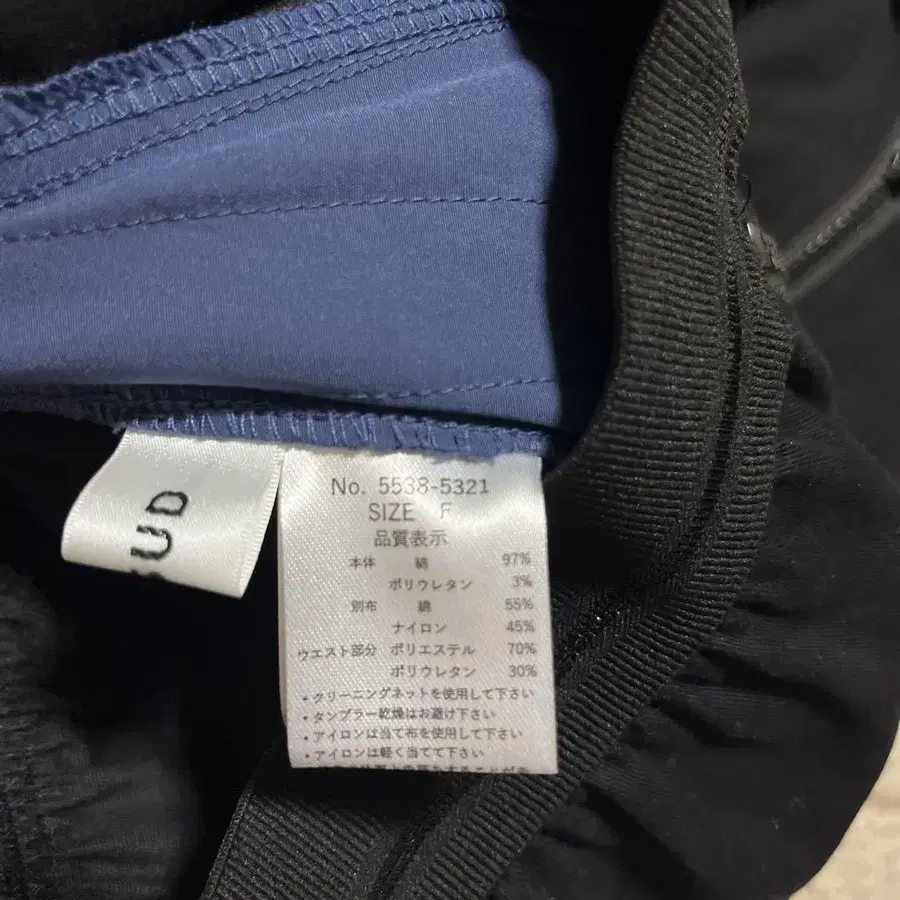 No. 5538-5321
SIZE F
品質表示
本体 綿 97%
ポリウレタン 3%
別布 綿 55%
ナイロン 45%
ウエスト部分 ポリエステル 70%
ポリウレタン 30%
・クリーニングネットを使用して下さい
・タンブラー乾燥はお避け下さい
・アイロンは当て布を使用して下さい
・アイロンは軽く当てて下さい
UD